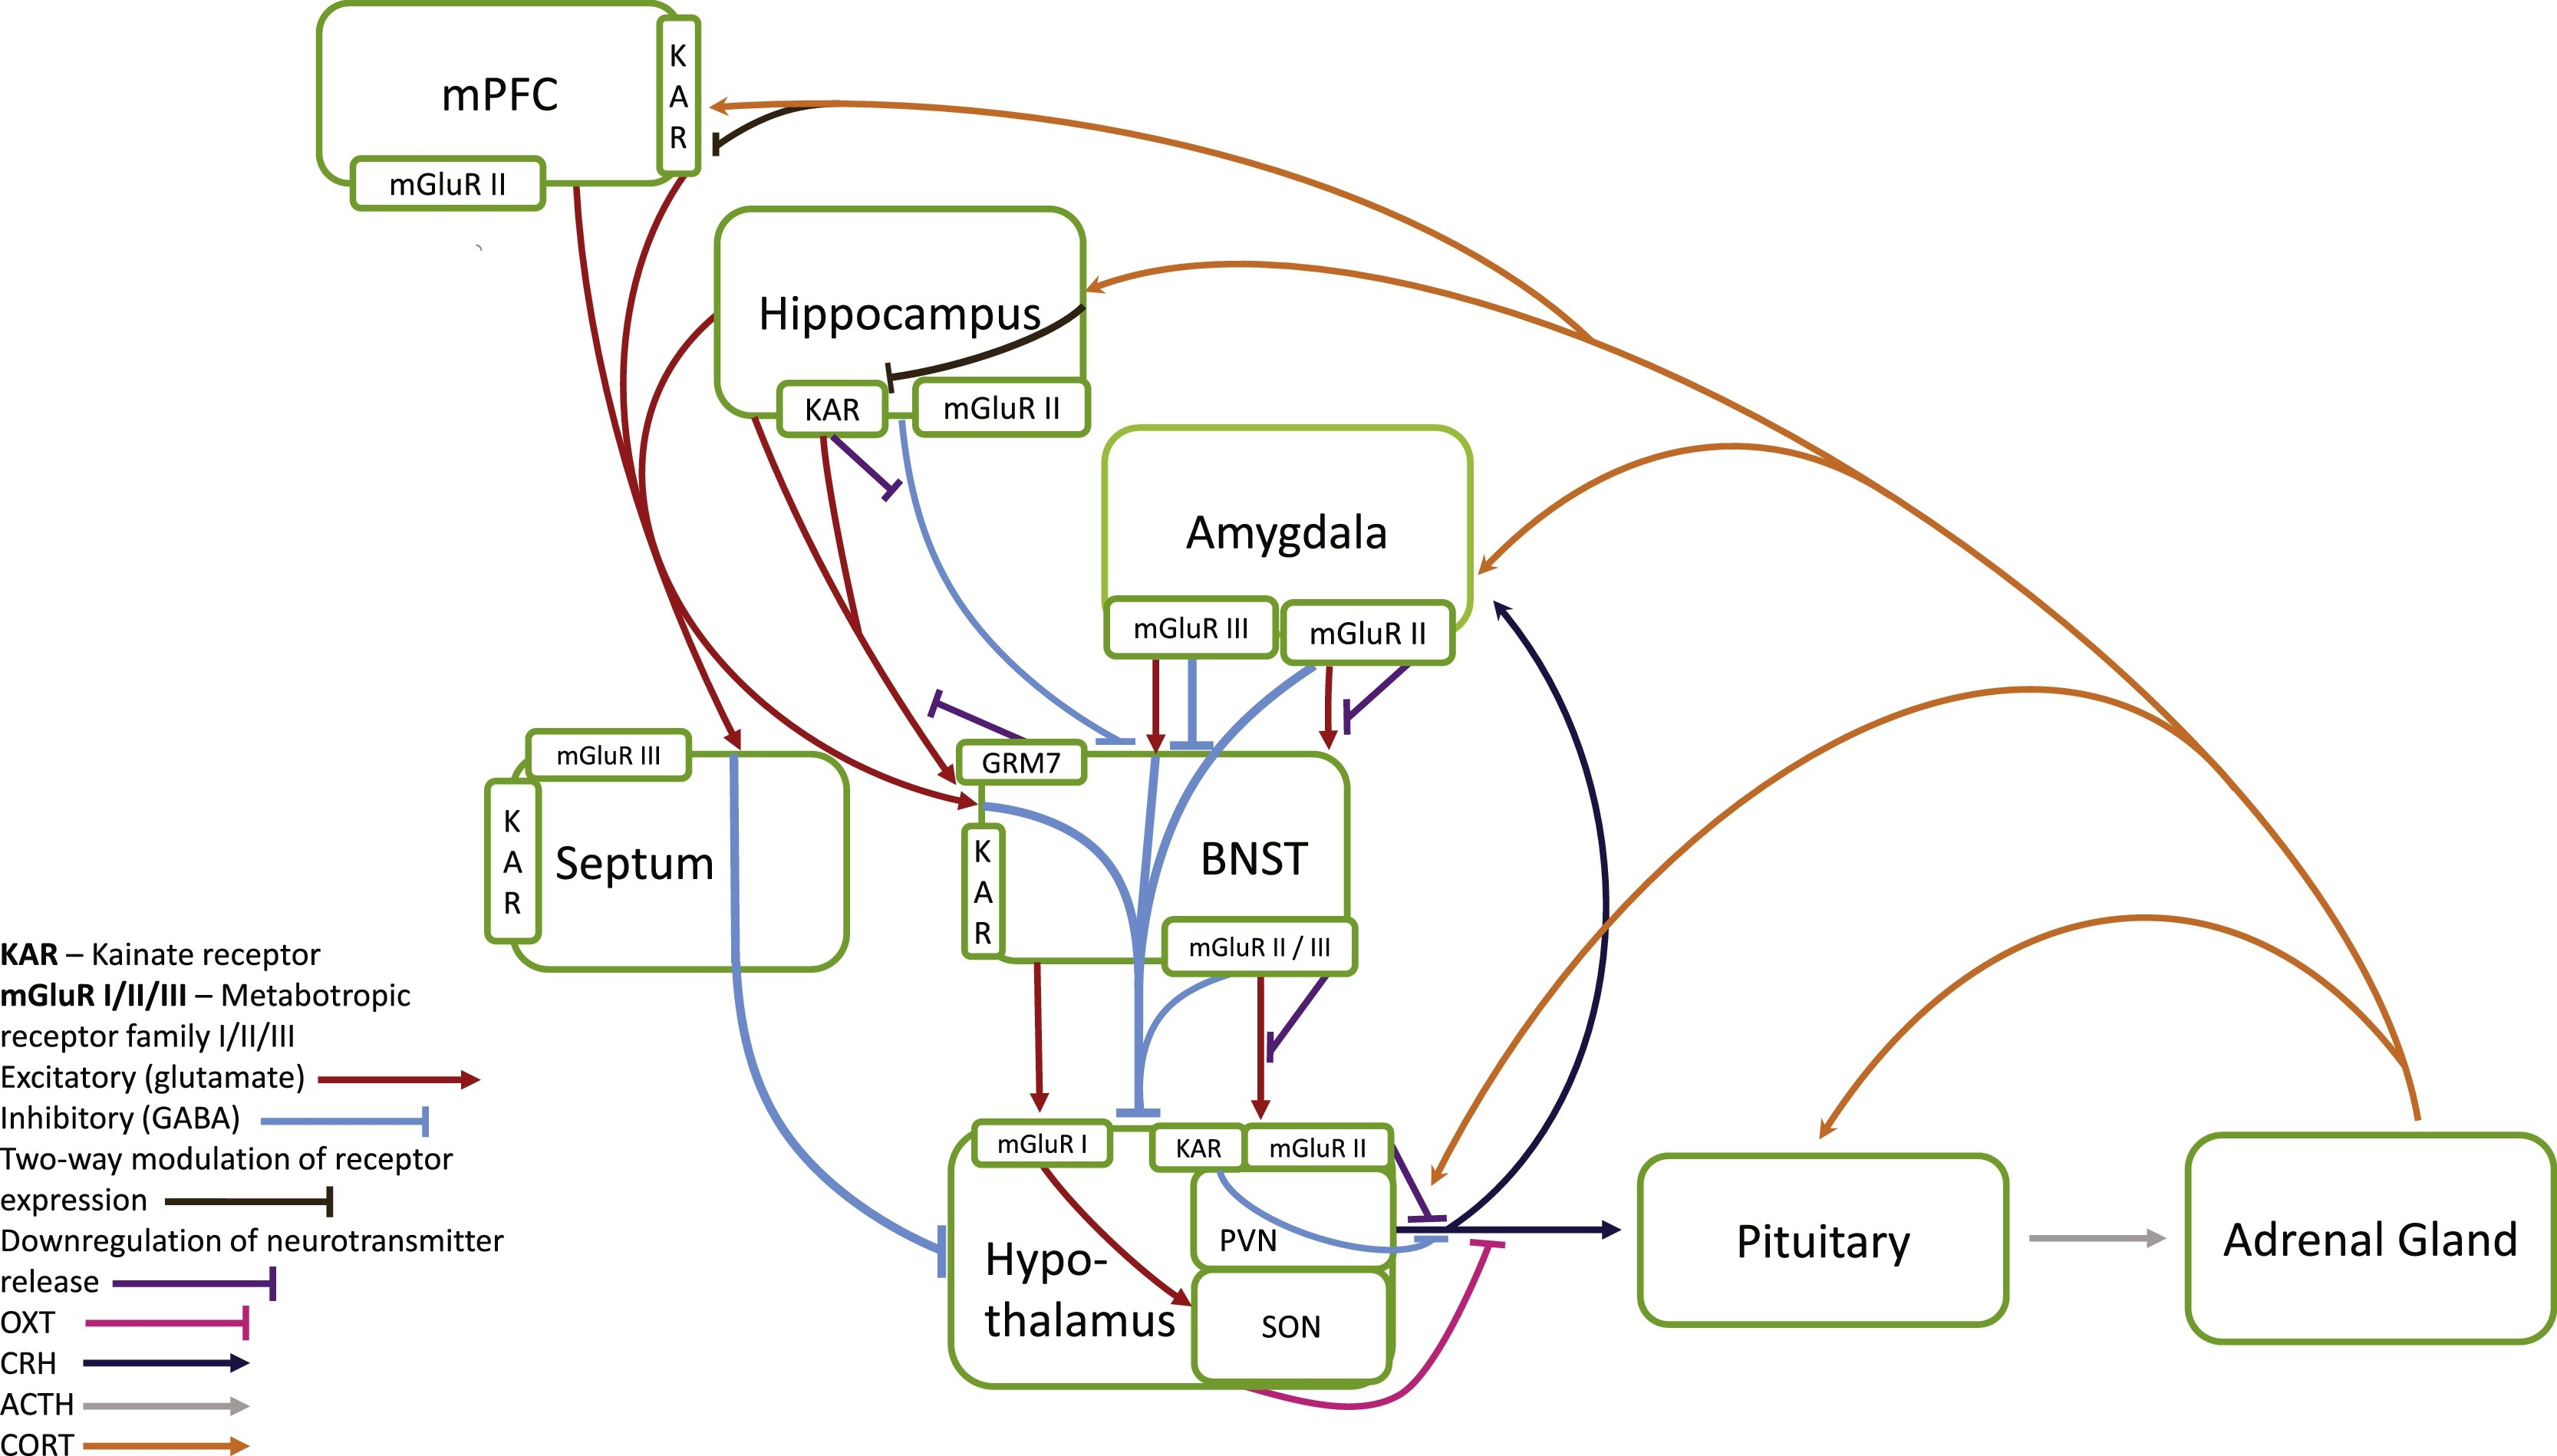 mPFC
K
A
R
mGluR II
Hippocampus
KAR
mGluR II
Amygdala
mGluR III
mGluR II
mGluR III
K
A
R
Septum
GRM7
K
A
R
BNST
mGluR II / III
mGluR I
KAR
mGluR II
Hypo-
thalamus
PVN
SON
Pituitary
Adrenal Gland
KAR – Kainate receptor
mGluR I/II/III – Metabotropic
receptor family I/II/III
Excitatory (glutamate)
Inhibitory (GABA)
Two-way modulation of receptor
expression
Downregulation of neurotransmitter
release
OXT
CRH
ACTH
CORT